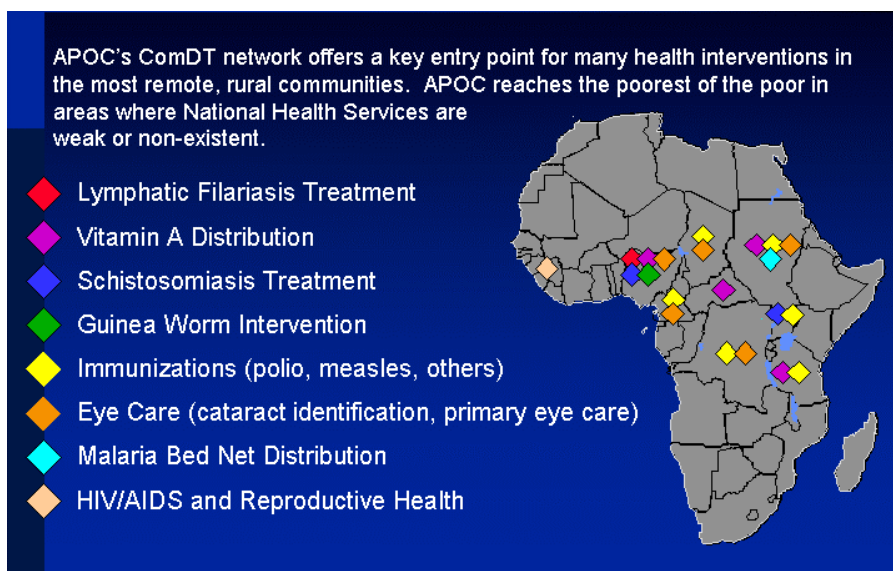 APOC's ComDT network offers a key entry point for many health interventions in
the most remote, rural communities.  APOC reaches the poorest of the poor in
areas where National Health Services are
weak or non-existent.
Lymphatic Filariasis Treatment
Vitamin A Distribution
Schistosomiasis Treatment
Guinea Worm Intervention
Immunizations (polio, measles, others)
Eye Care (cataract identification, primary eye care)
Malaria Bed Net Distribution
HIV/AIDS and Reproductive Health